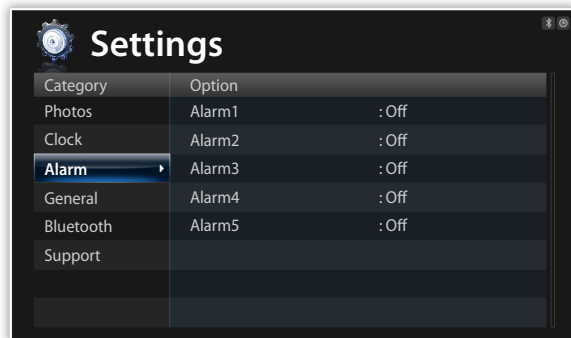 Settings
Category Option
Photos Alarm1 : Off
Clock Alarm2 : Off
Alarm Alarm3 : Off
General Alarm4 : Off
Bluetooth Alarm5 : Off
Support